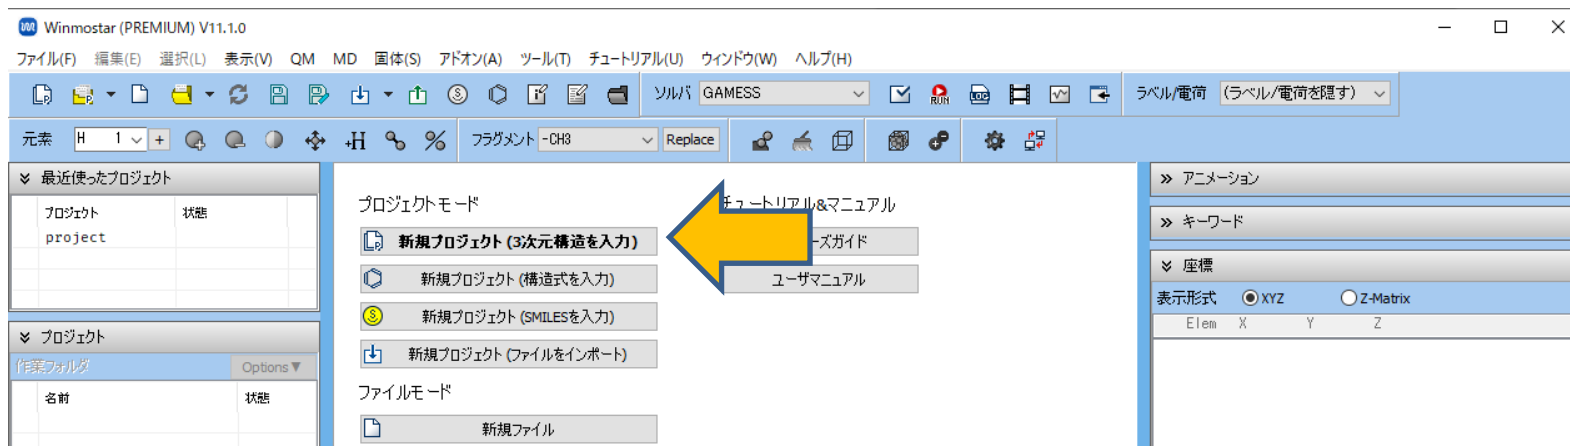 Winmostar (PREMIUM) V11.1.0
ファイル(F) 編集(E) 選択(L) 表示(V) QM MD 固体(S) アドオン(A) ツール(T) チュートリアル(U) ウィンドウ(W) ヘルプ(H)
ソルバ GAMESS RUN LOG ラベル/電荷 (ラベル/電荷を隠す)
元素 H 1 + +H フラグメント -CH3 Replace
最近使ったプロジェクト
プロジェクト 状態
project
プロジェクト
作業フォルダ Options▼
名前 状態
プロジェクトモード
新規プロジェクト (3次元構造を入力)
新規プロジェクト (構造式を入力)
新規プロジェクト (SMILESを入力)
新規プロジェクト (ファイルをインポート)
ファイルモード
新規ファイル
チュートリアル&マニュアル
ズガイド
ユーザマニュアル
アニメーション
キーワード
座標
表示形式 XYZ Z-Matrix
Elem X Y Z